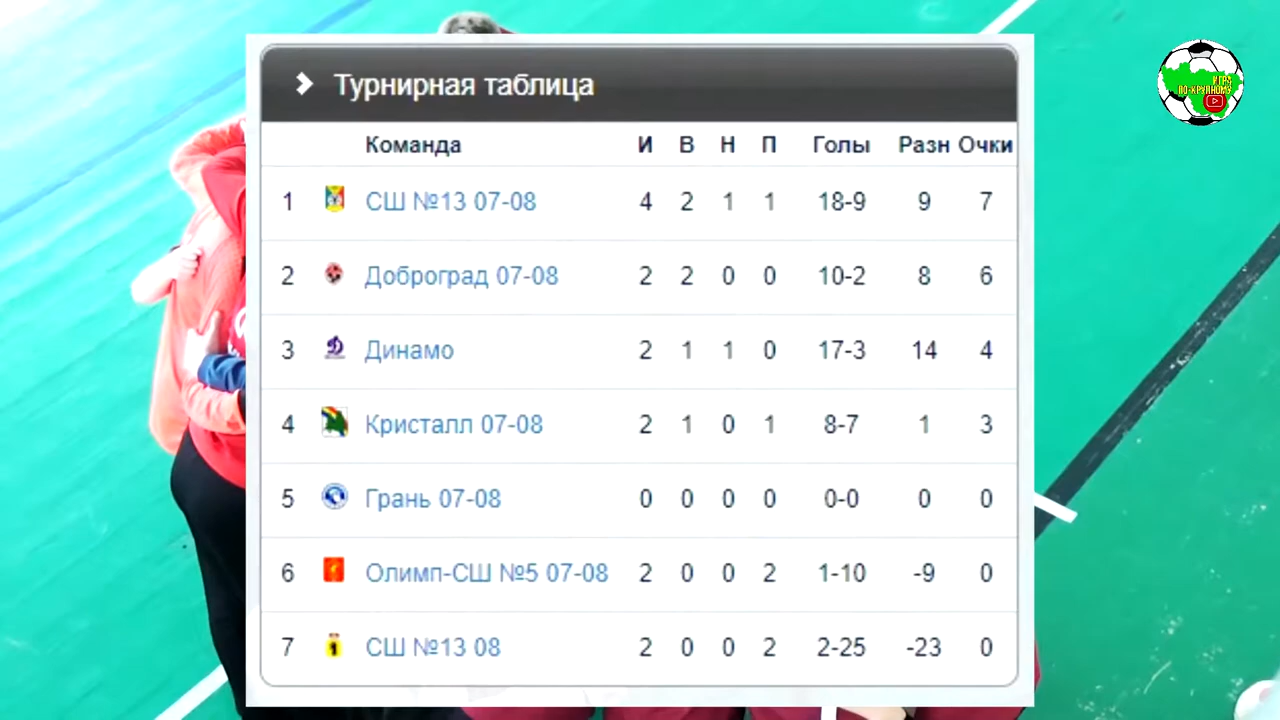 Турнирная таблица
Команда И В Н П Голы Разн Очки
1 СШ №13 07-08 4 2 1 1 18-9 9 7
2 Доброград 07-08 2 2 0 0 10-2 8 6
3 Динамо 2 1 1 0 17-3 14 4
4 Кристалл 07-08 2 1 0 1 8-7 1 3
5 Грань 07-08 0 0 0 0 0-0 0 0
6 Олимп-СШ №5 07-08 2 0 0 2 1-10 -9 0
7 СШ №13 08 2 0 0 2 2-25 -23 0
ИГРА
ПО-КРУПНОМУ